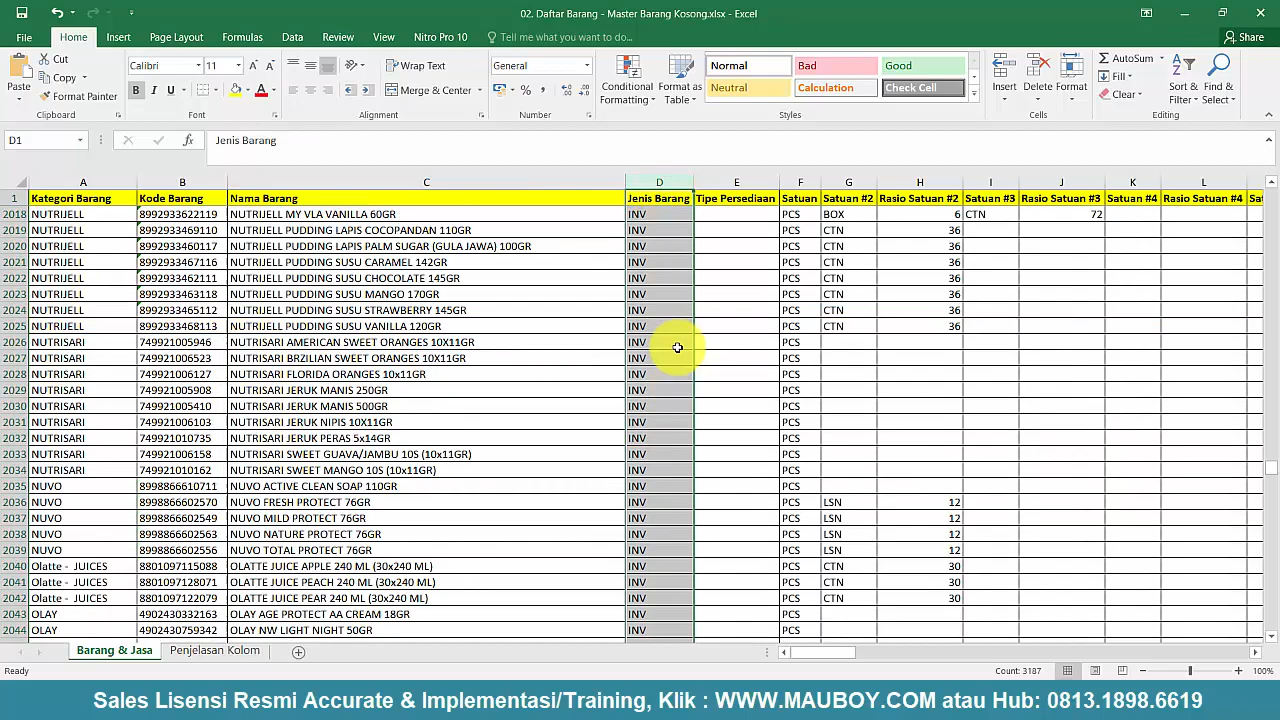 02. Daftar Barang - Master Barang Kosong.xlsx - Excel
File Home Insert Page Layout Formulas Data Review View Nitro Pro 10 Tell me what you want to do... Share
Paste Cut Copy Format Painter Clipboard
Calibri 11 B I U A Font
Wrap Text Merge & Center Alignment
General % , Number
Conditional Formatting Format as Table
Normal Bad Good
Neutral Calculation Check Cell Styles
Insert Delete Format Cells
AutoSum Fill Clear Sort & Filter Find & Select Editing
D1 fx Jenis Barang
A B C D E F G H I J K L
1 Kategori Barang Kode Barang Nama Barang Jenis Barang Tipe Persediaan Satuan Satuan #2 Rasio Satuan #2 Satuan #3 Rasio Satuan #3 Satuan #4 Rasio Satuan #4
2018 NUTRIJELL 8992933622119 NUTRIJELL MY VLA VANILLA 60GR INV PCS BOX 6 CTN 72
2019 NUTRIJELL 8992933469110 NUTRIJELL PUDDING LAPIS COCOPANDAN 110GR INV PCS CTN 36
2020 NUTRIJELL 8992933460117 NUTRIJELL PUDDING LAPIS PALM SUGAR (GULA JAWA) 100GR INV PCS CTN 36
2021 NUTRIJELL 8992933467116 NUTRIJELL PUDDING SUSU CARAMEL 142GR INV PCS CTN 36
2022 NUTRIJELL 8992933462111 NUTRIJELL PUDDING SUSU CHOCOLATE 145GR INV PCS CTN 36
2023 NUTRIJELL 8992933463118 NUTRIJELL PUDDING SUSU MANGO 170GR INV PCS CTN 36
2024 NUTRIJELL 8992933465112 NUTRIJELL PUDDING SUSU STRAWBERRY 145GR INV PCS CTN 36
2025 NUTRIJELL 8992933468113 NUTRIJELL PUDDING SUSU VANILLA 120GR INV PCS CTN 36
2026 NUTRISARI 749921005946 NUTRISARI AMERICAN SWEET ORANGES 10X11GR INV PCS
2027 NUTRISARI 749921006523 NUTRISARI BRZILIAN SWEET ORANGES 10X11GR INV PCS
2028 NUTRISARI 749921006127 NUTRISARI FLORIDA ORANGES 10x11GR INV PCS
2029 NUTRISARI 749921005908 NUTRISARI JERUK MANIS 250GR INV PCS
2030 NUTRISARI 749921005410 NUTRISARI JERUK MANIS 500GR INV PCS
2031 NUTRISARI 749921006103 NUTRISARI JERUK NIPIS 10X11GR INV PCS
2032 NUTRISARI 749921010735 NUTRISARI JERUK PERAS 5x14GR INV PCS
2033 NUTRISARI 749921006158 NUTRISARI SWEET GUAVA/JAMBU 10S (10x11GR) INV PCS
2034 NUTRISARI 749921010162 NUTRISARI SWEET MANGO 10S (10x11GR) INV PCS
2035 NUVO 8998866610711 NUVO ACTIVE CLEAN SOAP 110GR INV PCS
2036 NUVO 8998866602570 NUVO FRESH PROTECT 76GR INV PCS LSN 12
2037 NUVO 8998866602549 NUVO MILD PROTECT 76GR INV PCS LSN 12
2038 NUVO 8998866602563 NUVO NATURE PROTECT 76GR INV PCS LSN 12
2039 NUVO 8998866602556 NUVO TOTAL PROTECT 76GR INV PCS LSN 12
2040 Olatte - JUICES 8801097115088 OLATTE JUICE APPLE 240 ML (30x240 ML) INV PCS CTN 30
2041 Olatte - JUICES 8801097128071 OLATTE JUICE PEACH 240 ML (30x240 ML) INV PCS CTN 30
2042 Olatte - JUICES 8801097122079 OLATTE JUICE PEAR 240 ML (30x240 ML) INV PCS CTN 30
2043 OLAY 4902430332163 OLAY AGE PROTECT AA CREAM 18GR INV PCS
2044 OLAY 4902430759342 OLAY NW LIGHT NIGHT 50GR INV PCS
Barang & Jasa Penjelasan Kolom
Ready Count: 3187 100%
Sales Lisensi Resmi Accurate & Implementasi/Training, Klik : WWW.MAUBOY.COM atau Hub: 0813.1898.6619